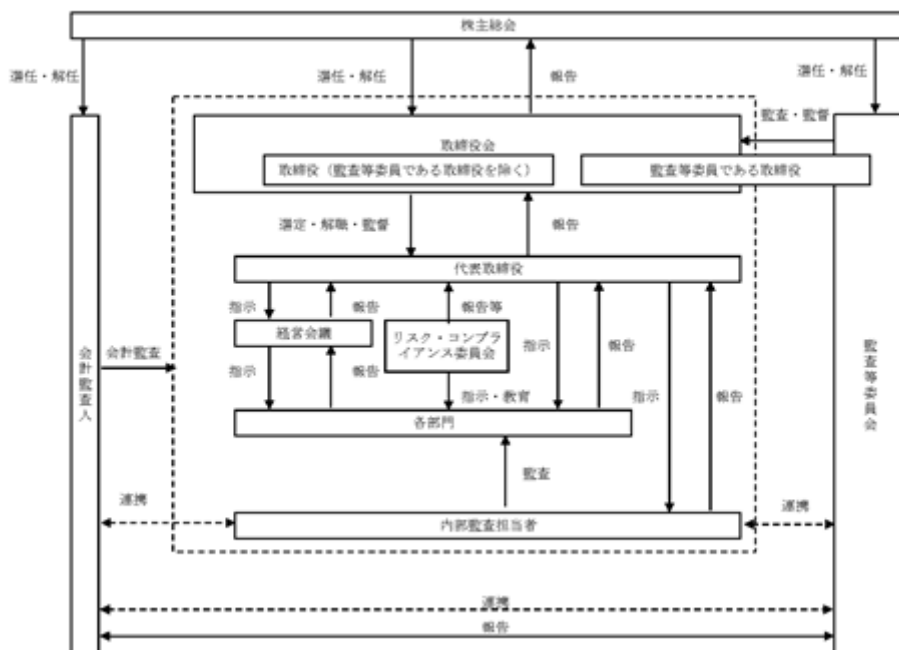 株主総会
選任・解任
選任・解任
報告
選任・解任
監査・監督
取締役会
取締役（監査等委員である取締役を除く）
監査等委員である取締役
選定・解職・監督
報告
代表取締役
指示
報告
報告等
経営会議
リスク・コンプラ
イアンス委員会
会計監査
指示
報告
指示
報告
指示
報告
指示・教育
各部門
会計監査人
監査等委員会
監査
連携
連携
内部監査担当者
連携
報告